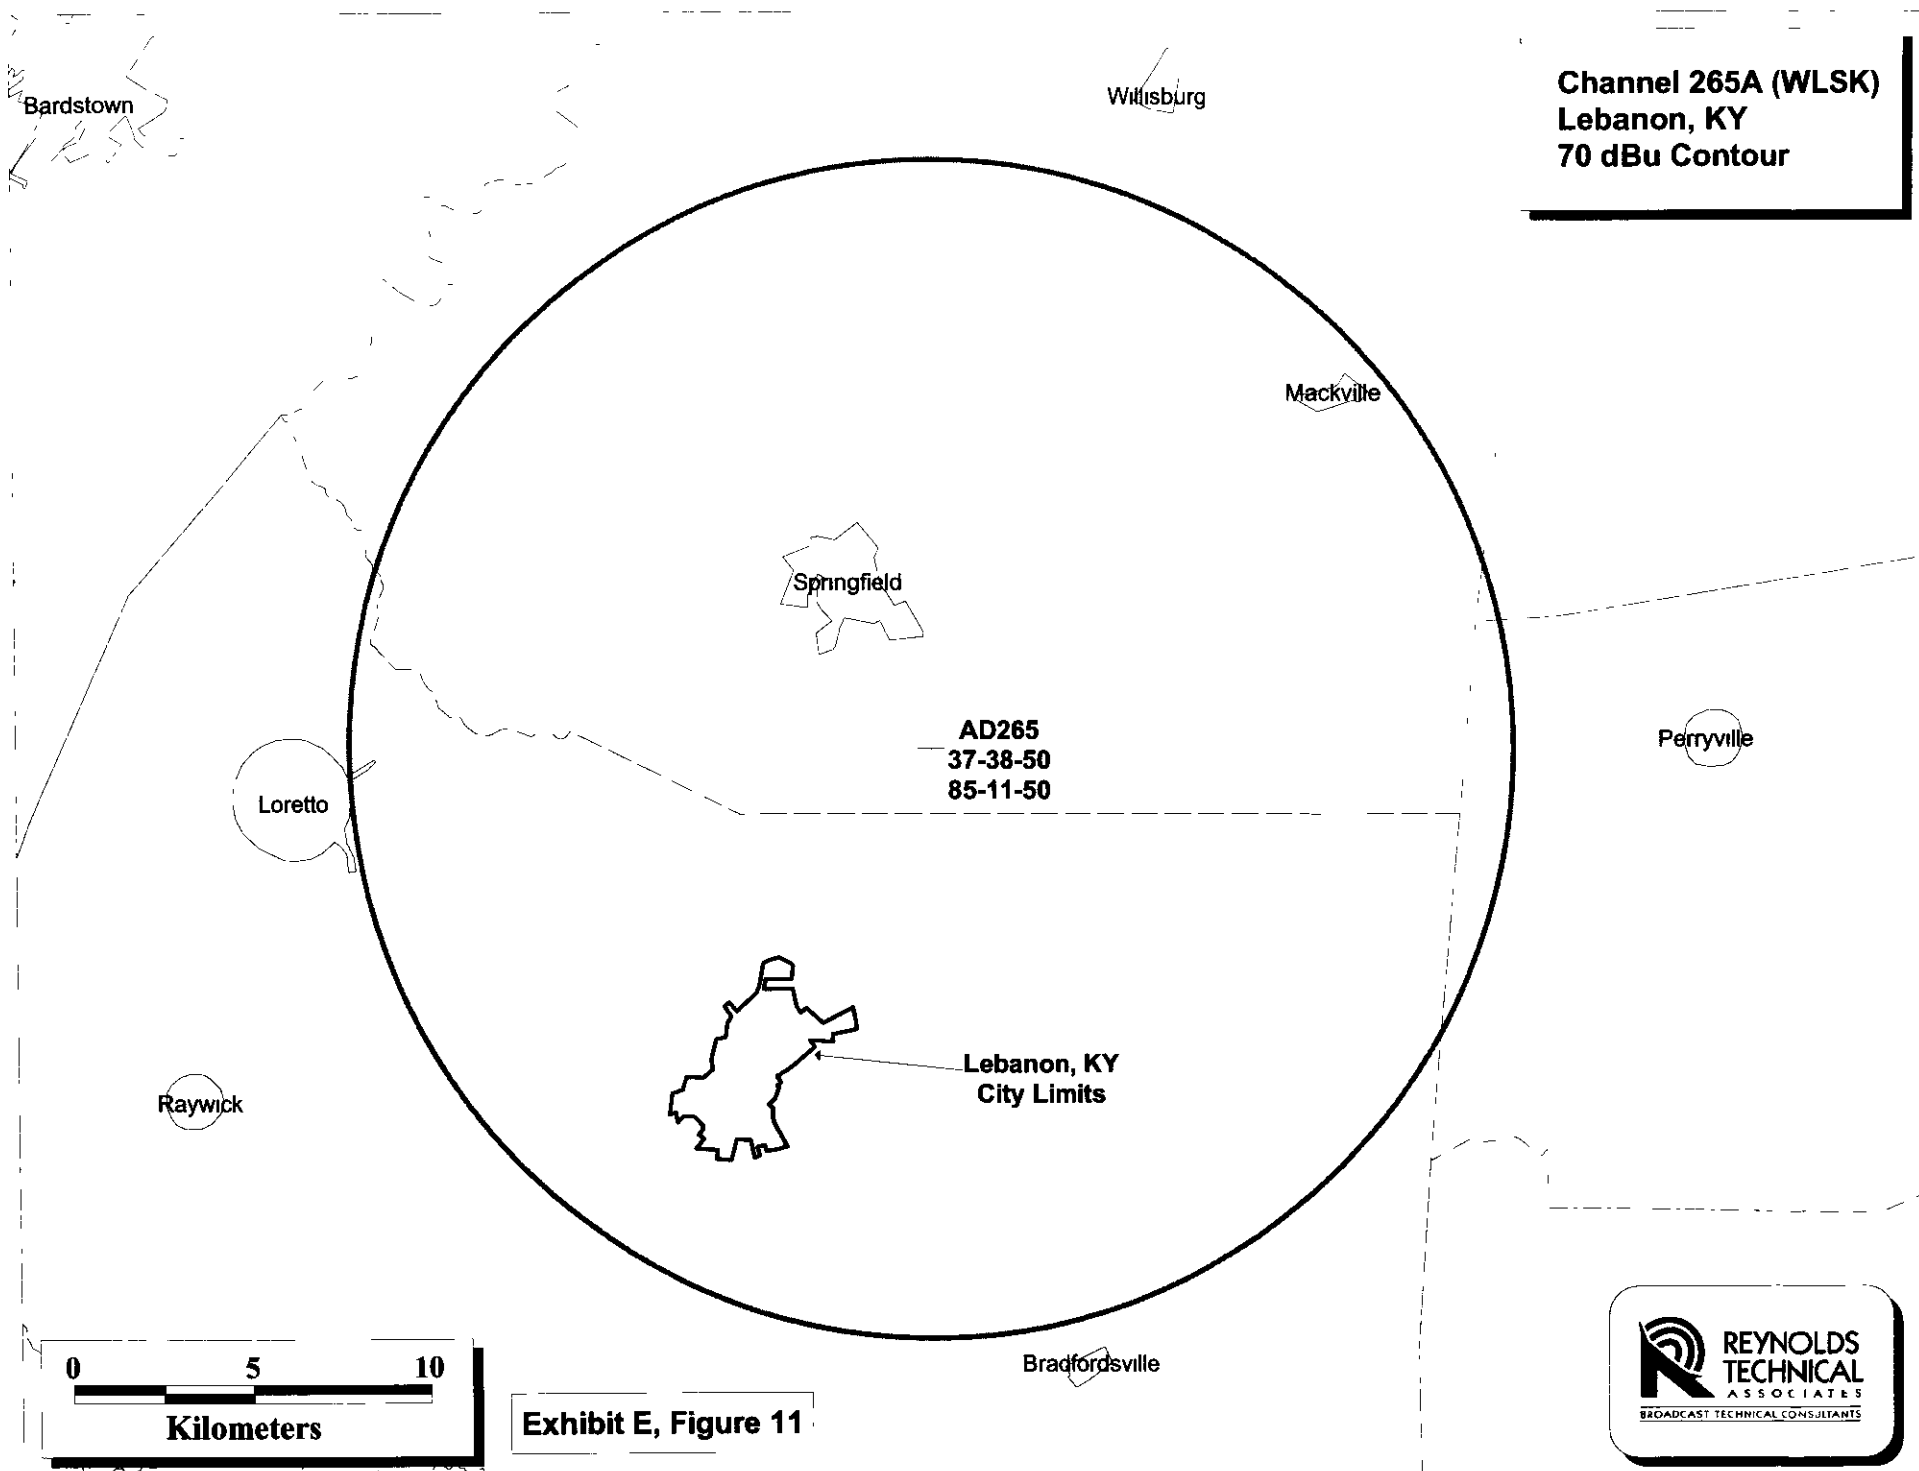 Bardstown
Willisburg
Channel 265A (WLSK)
Lebanon, KY
70 dBu Contour
Mackville
Springfield
AD265
37-38-50
85-11-50
Perryville
Loretto
Lebanon, KY
City Limits
Raywick
Bradfordsville
0 5 10
Kilometers
Exhibit E, Figure 11
REYNOLDS
TECHNICAL
ASSOCIATES
BROADCAST TECHNICAL CONSULTANTS